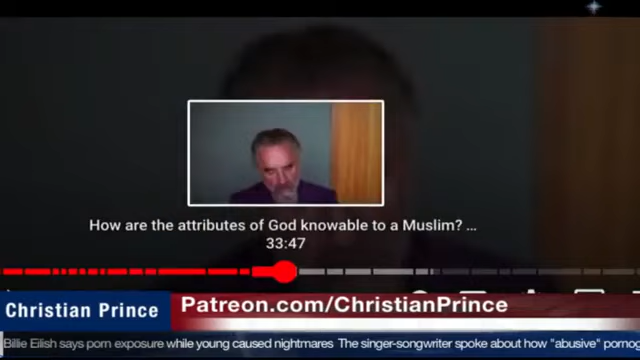 How are the attributes of God knowable to a Muslim? ...
33:47
Christian Prince
Patreon.com/ChristianPrince
Billie Eilish says porn exposure while young caused nightmares The singer-songwriter spoke about how "abusive" pornog